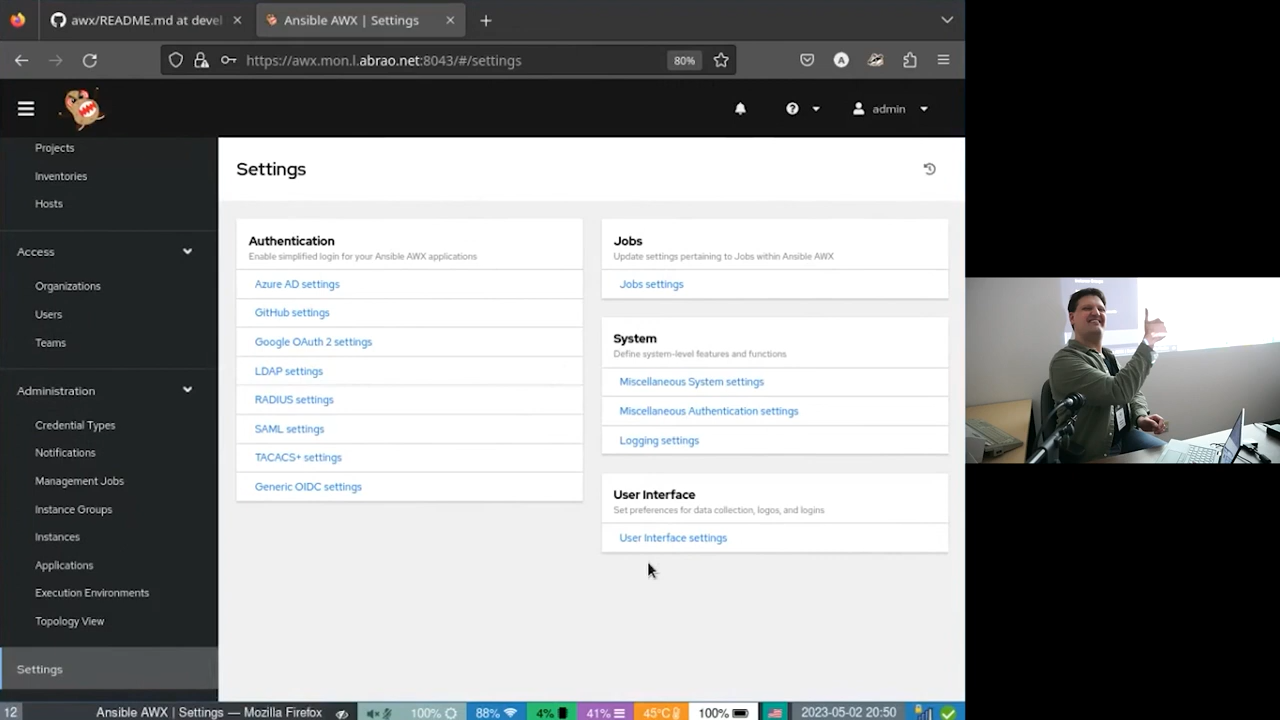 awx/README.md at devel
Ansible AWX | Settings
https://awx.mon.l.abrao.net:8043/#/settings
80%
admin
Projects
Inventories
Hosts
Access
Organizations
Users
Teams
Administration
Credential Types
Notifications
Management Jobs
Instance Groups
Instances
Applications
Execution Environments
Topology View
Settings
Settings
Authentication
Enable simplified login for your Ansible AWX applications
Azure AD settings
GitHub settings
Google OAuth 2 settings
LDAP settings
RADIUS settings
SAML settings
TACACS+ settings
Generic OIDC settings
Jobs
Update settings pertaining to Jobs within Ansible AWX
Jobs settings
System
Define system-level features and functions
Miscellaneous System settings
Miscellaneous Authentication settings
Logging settings
User Interface
Set preferences for data collection, logos, and logins
User Interface settings
12 Ansible AWX | Settings — Mozilla Firefox 100% 88% 4% 41% 45°C 100% 2023-05-02 20:50